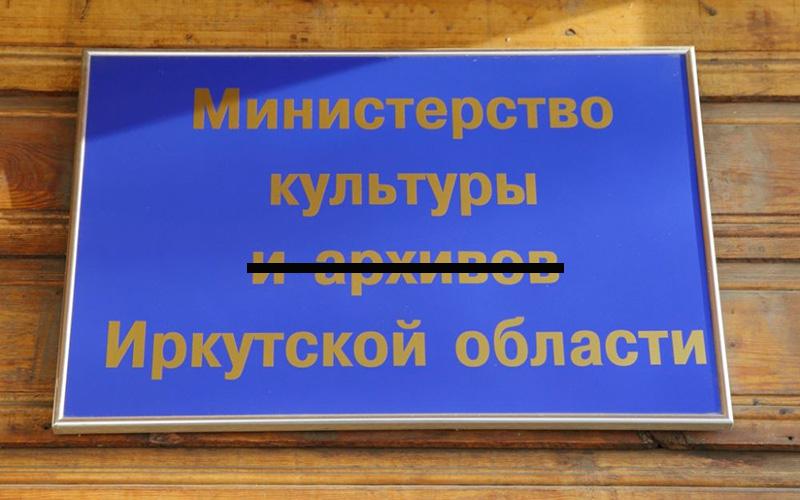 Министерство
культуры
и архивов
Иркутской области